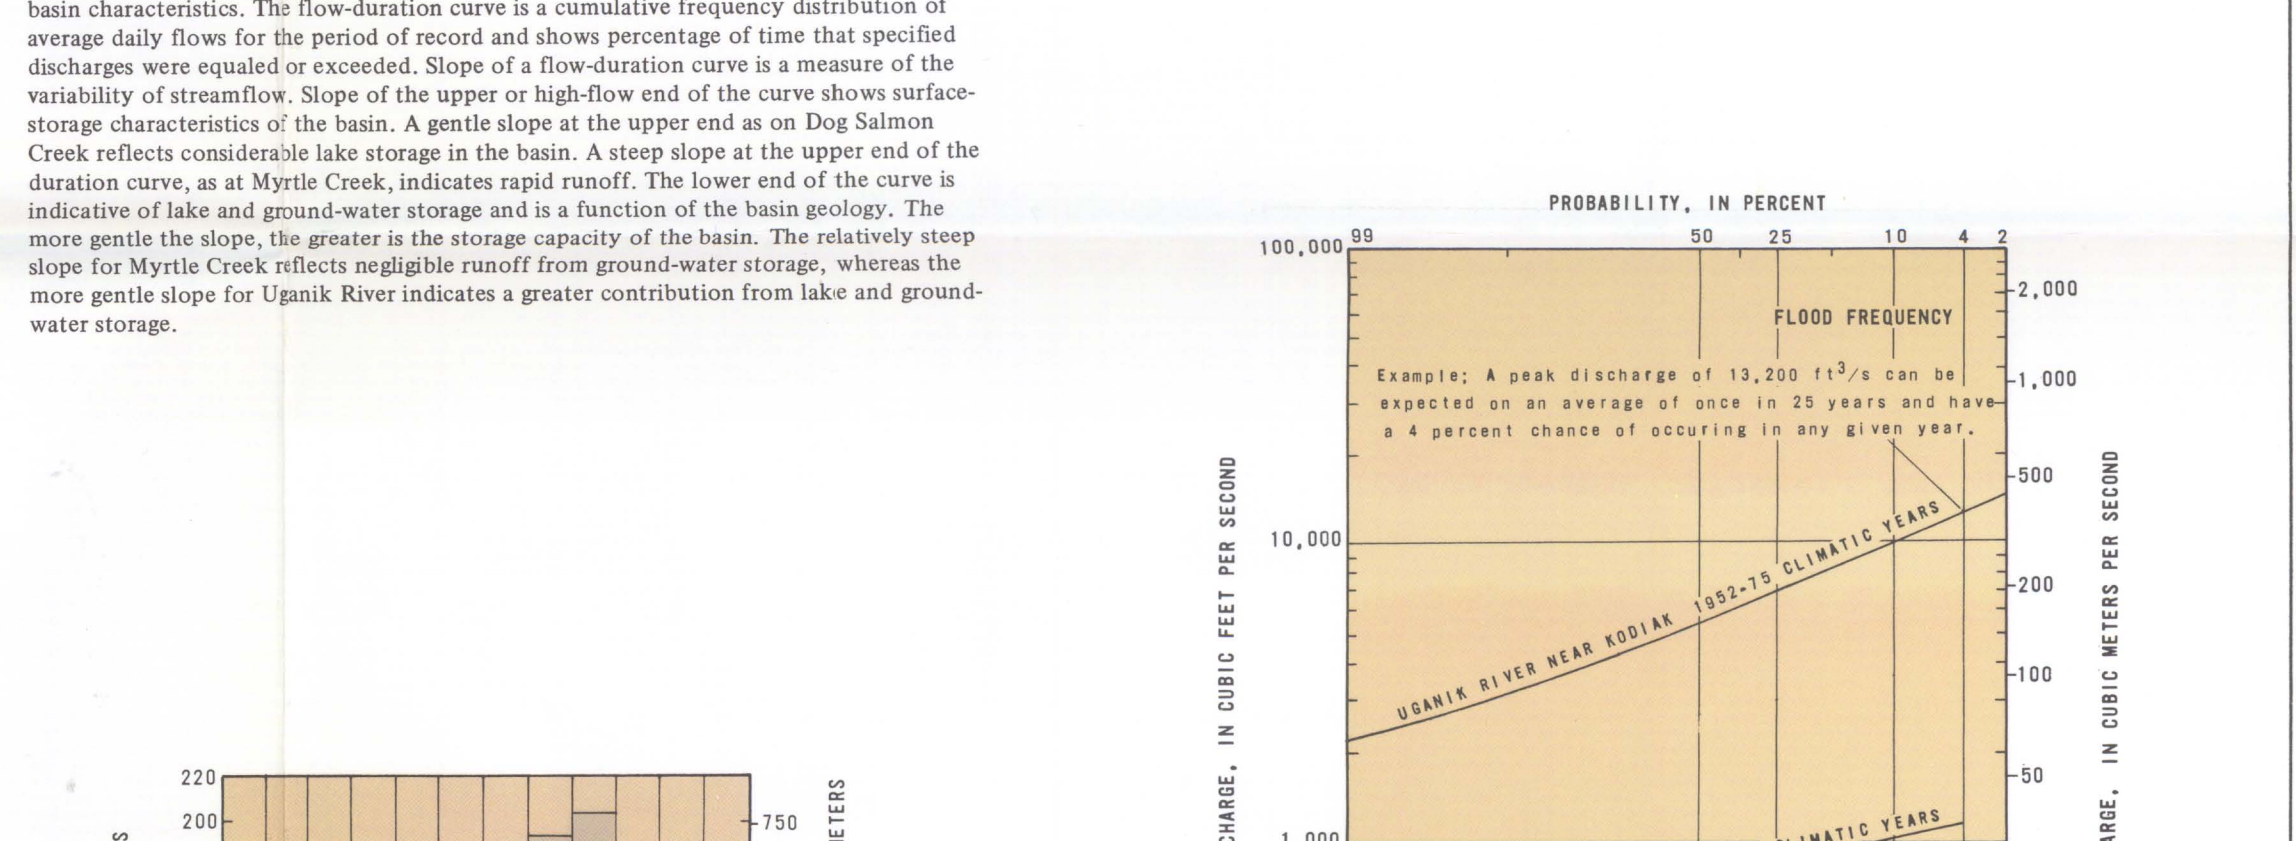 basin characteristics. The flow-duration curve is a cumulative frequency distribution of
average daily flows for the period of record and shows percentage of time that specified
discharges were equaled or exceeded. Slope of a flow-duration curve is a measure of the
variability of streamflow. Slope of the upper or high-flow end of the curve shows surface-
storage characteristics of the basin. A gentle slope at the upper end as on Dog Salmon
Creek reflects considerable lake storage in the basin. A steep slope at the upper end of the
duration curve, as at Myrtle Creek, indicates rapid runoff. The lower end of the curve is
indicative of lake and ground-water storage and is a function of the basin geology. The
more gentle the slope, the greater is the storage capacity of the basin. The relatively steep
slope for Myrtle Creek reflects negligible runoff from ground-water storage, whereas the
more gentle slope for Uganik River indicates a greater contribution from lake and ground-
water storage.
220
200
750
METERS
PROBABILITY, IN PERCENT
99 50 25 10 4 2
100,000
10,000
1,000
CHARGE, IN CUBIC FEET PER SECOND
FLOOD FREQUENCY
Example; A peak discharge of 13,200 ft³/s can be
expected on an average of once in 25 years and have
a 4 percent chance of occuring in any given year.
UGANIK RIVER NEAR KODIAK 1952-75 CLIMATIC YEARS
CLIMATIC YEARS
2,000
1,000
500
200
100
50
ARGE, IN CUBIC METERS PER SECOND